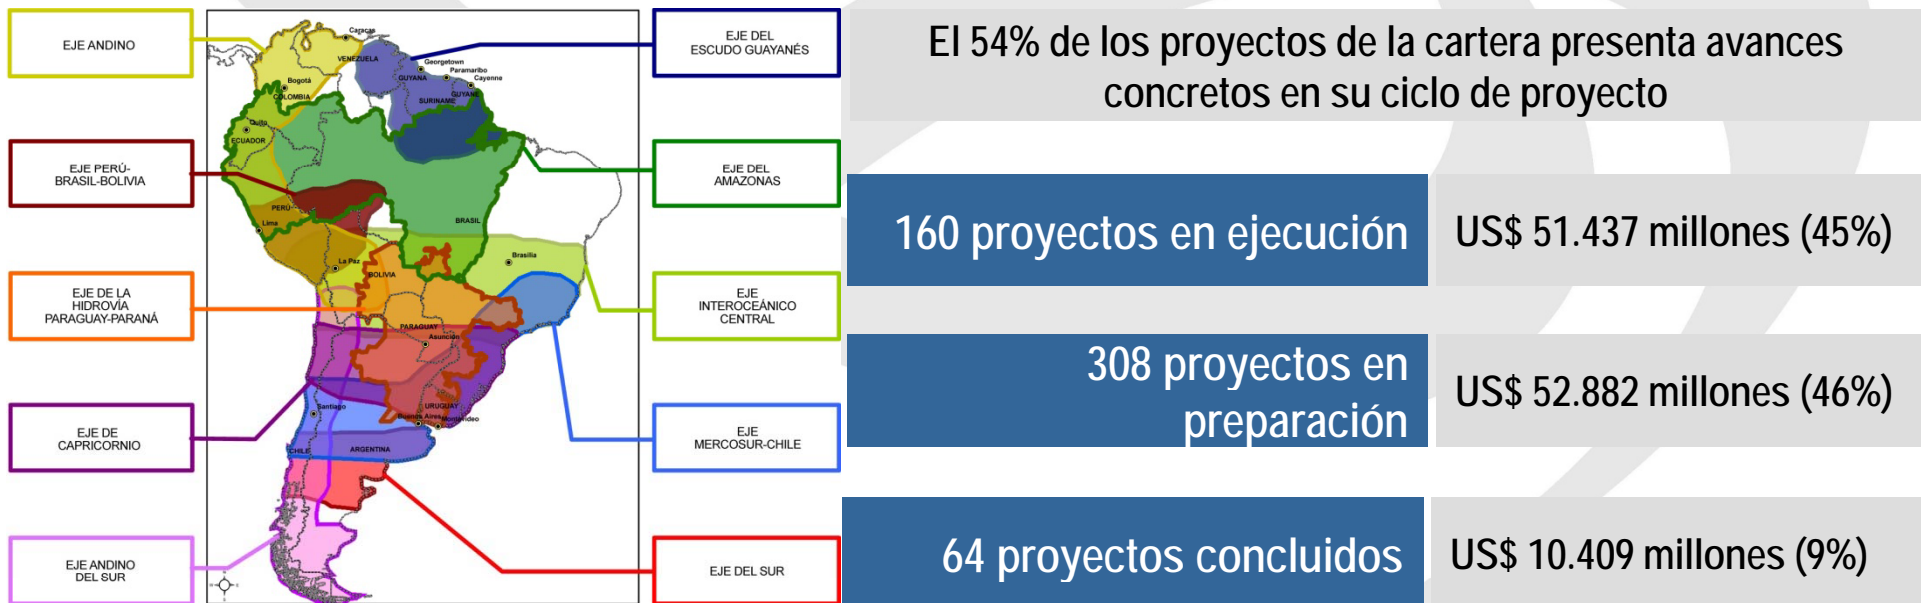 EJE ANDINO
EJE PERÚ-
BRASIL-BOLIVIA
EJE DE LA
HIDROVÍA
PARAGUAY-PARANÁ
EJE DE
CAPRICORNIO
EJE ANDINO
DEL SUR
Caracas
VENEZUELA
Georgetown
Paramaribo
GUYANA
Cayenne
Bogotá
GUYANE
SURINAME
COLOMBIA
Quito
ECUADOR
PERÚ
Lima
BRASIL
La Paz
Brasilia
BOLIVIA
PARAGUAY
Asunción
URUGUAY
Santiago
Buenos Aires
Montevideo
CHILE
ARGENTINA
EJE DEL
ESCUDO GUAYANÉS
EJE DEL
AMAZONAS
EJE
INTEROCEÁNICO
CENTRAL
EJE
MERCOSUR-CHILE
EJE DEL SUR
El 54% de los proyectos de la cartera presenta avances
concretos en su ciclo de proyecto
160 proyectos en ejecución
US$ 51.437 millones (45%)
308 proyectos en
preparación
US$ 52.882 millones (46%)
64 proyectos concluidos
US$ 10.409 millones (9%)